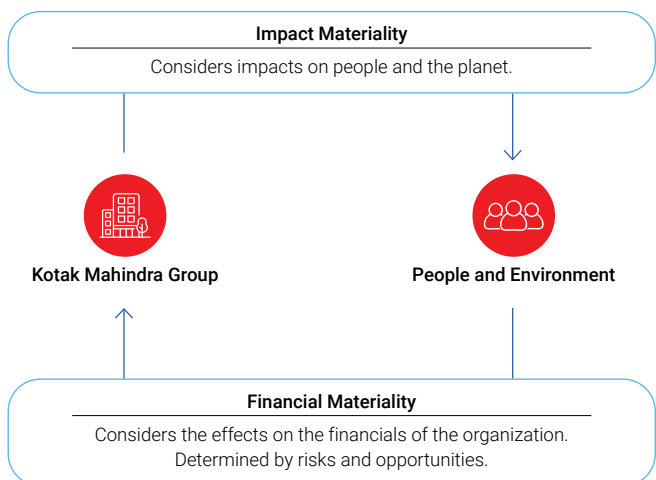 Impact Materiality
Considers impacts on people and the planet.
Kotak Mahindra Group
People and Environment
Financial Materiality
Considers the effects on the financials of the organization.
Determined by risks and opportunities.